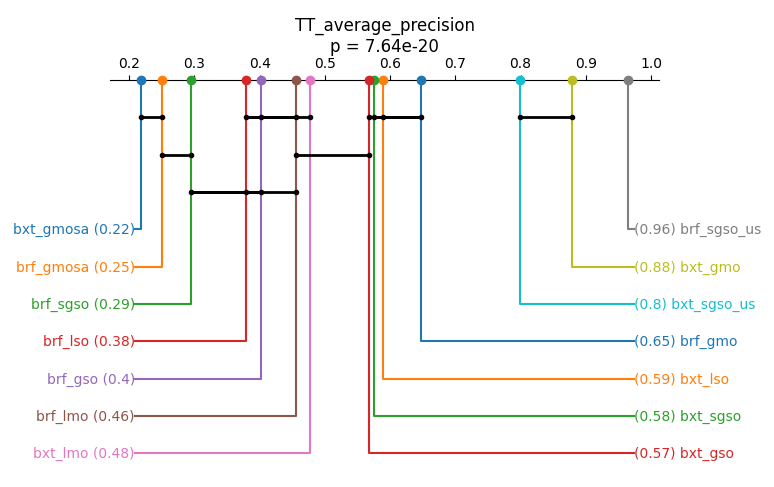 TT_average_precision
p = 7.64e-20
0.2 0.3 0.4 0.5 0.6 0.7 0.8 0.9 1.0
bxt_gmosa (0.22) (0.96) brf_sgso_us
brf_gmosa (0.25) (0.88) bxt_gmo
brf_sgso (0.29) (0.8) bxt_sgso_us
brf_lso (0.38) (0.65) brf_gmo
brf_gso (0.4) (0.59) bxt_lso
brf_lmo (0.46) (0.58) bxt_sgso
bxt_lmo (0.48) (0.57) bxt_gso